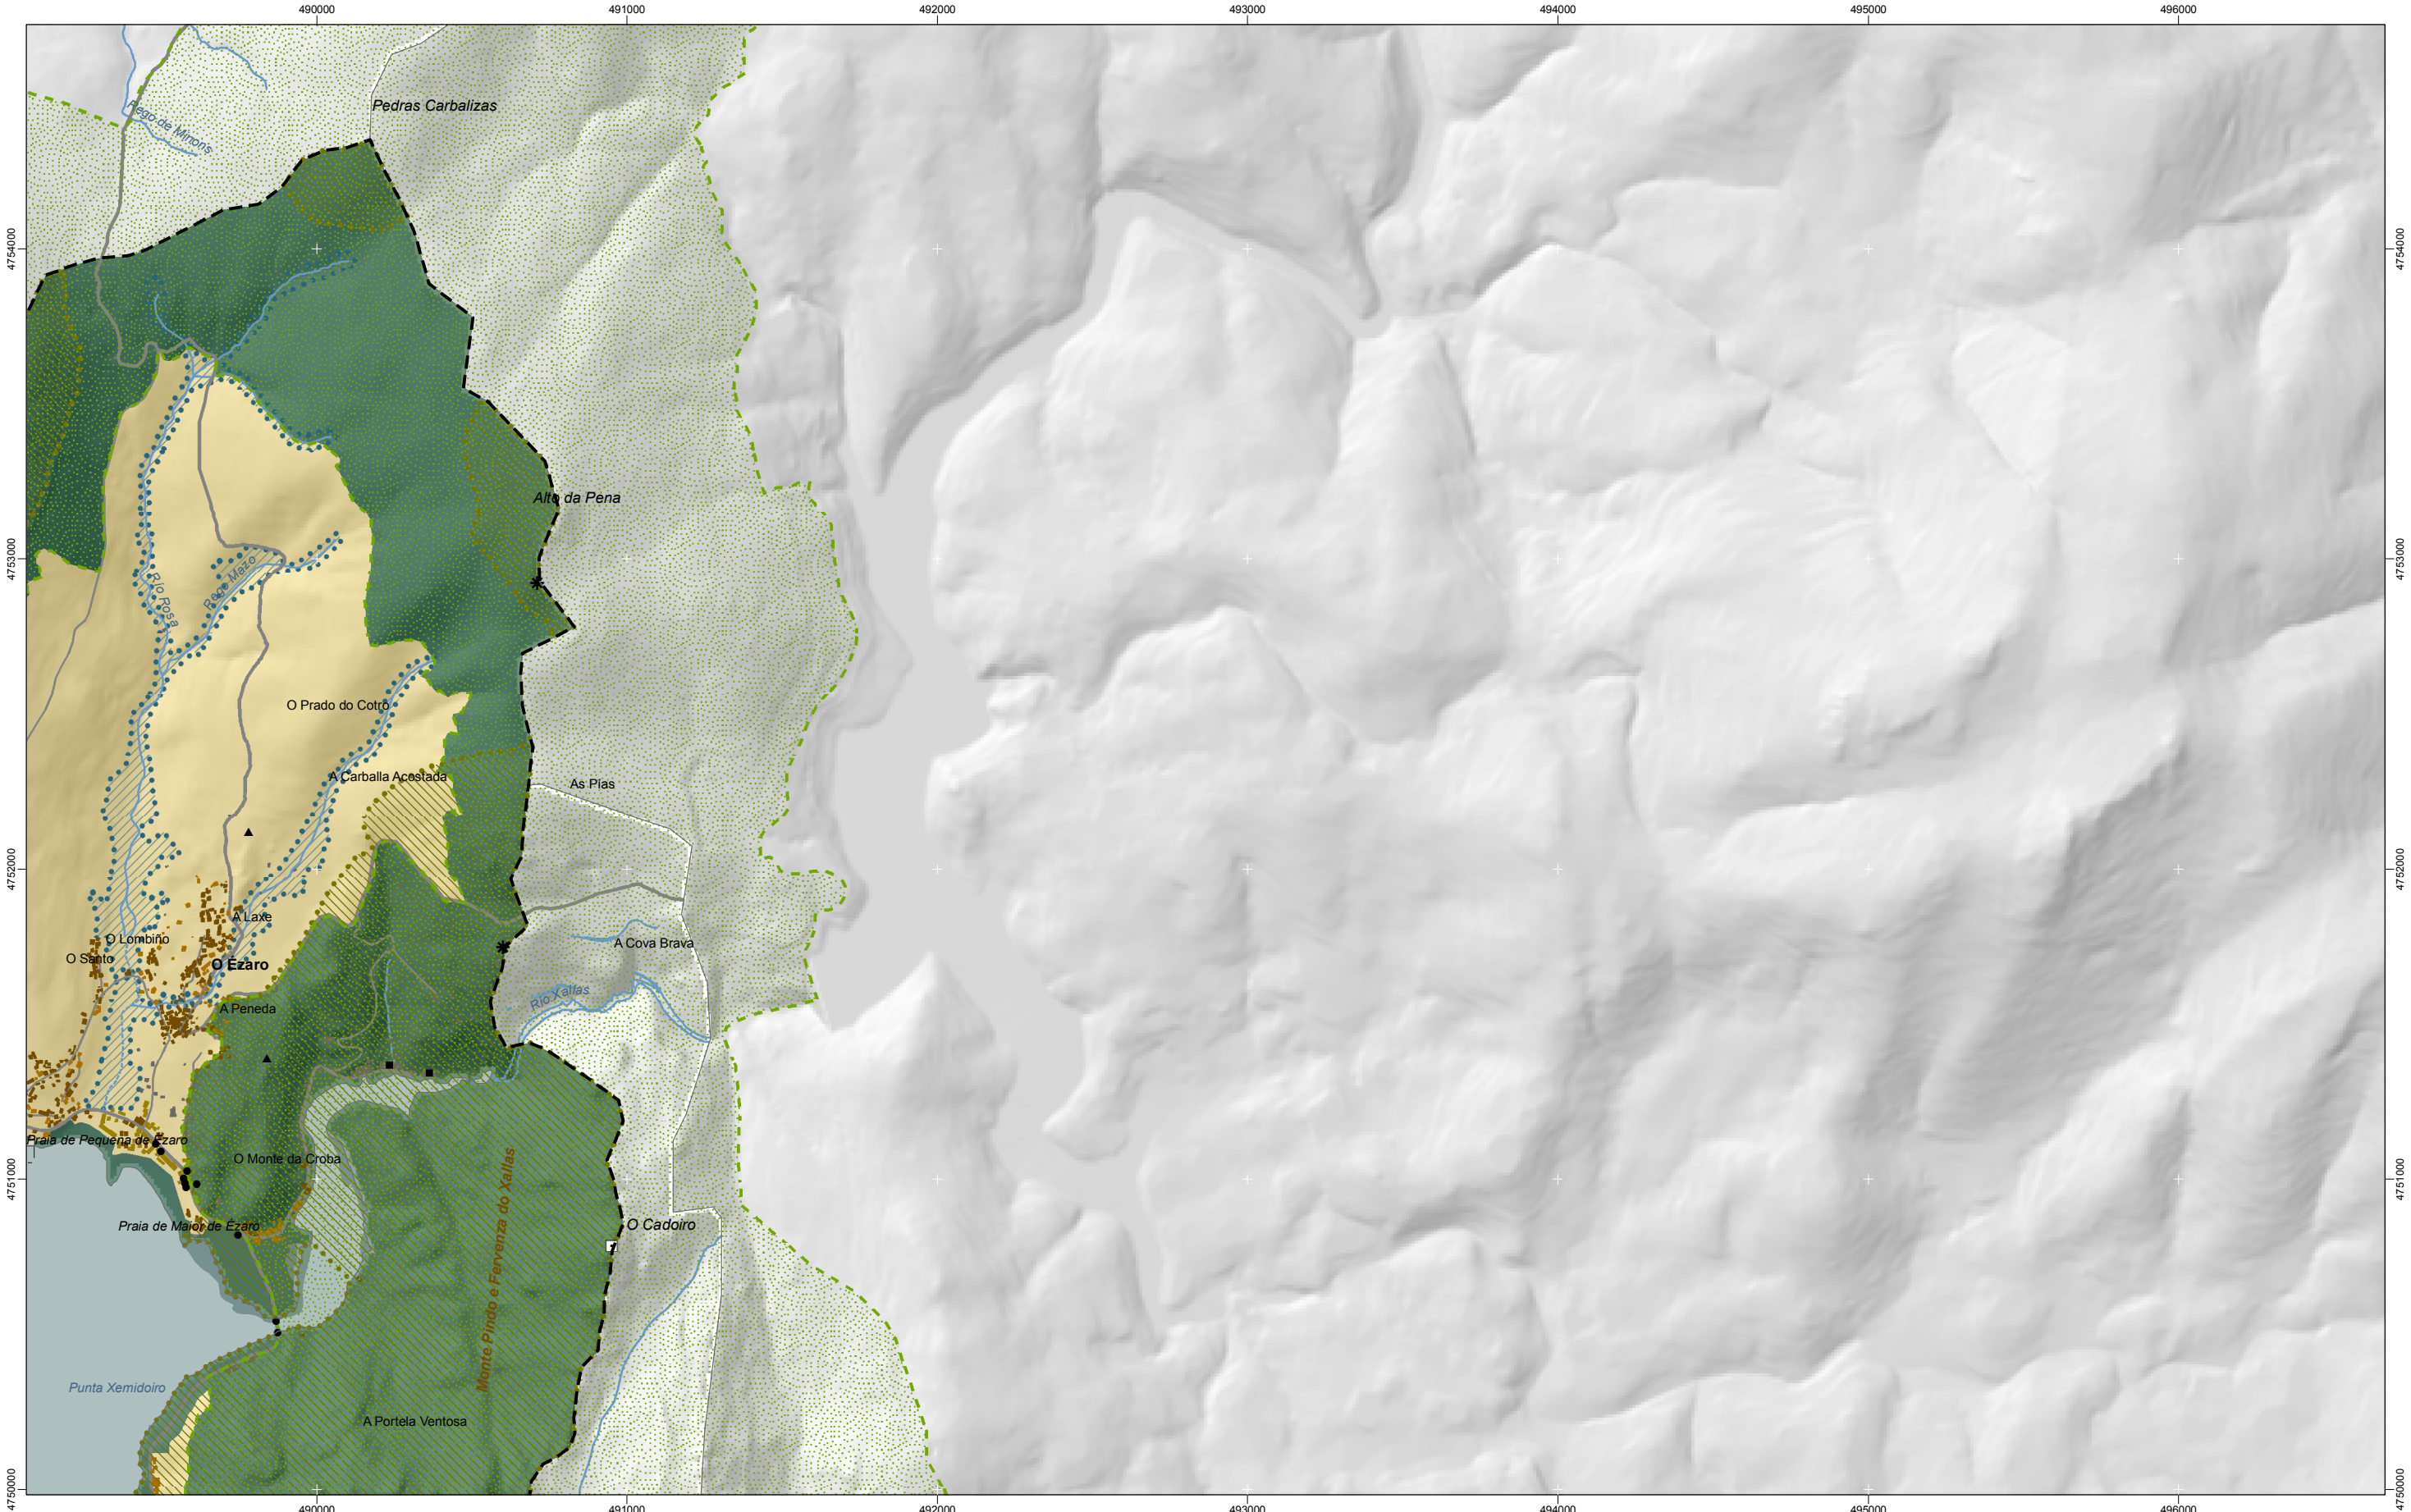 490000 491000 492000 493000 494000 495000 496000
Pedras Carbalizas
Rego de Mirrons
4754000 4754000
Alto da Pena
4753000 4753000
Río Rosa
Rego Mazo
O Prado do Cotro
A Carballa Acostada
As Pías
4752000 4752000
A Laxe
O Lombiño
A Cova Brava
O Santo
O Ézaro
Río Xallas
A Peneda
Praia de Pequena de Ézaro
O Monte da Croba
4751000 4751000
Monte Pindo e Fervenza do Xallas
Praia de Maior de Ézaro
O Cadoiro
Punta Xemidoiro
A Portela Ventosa
4750000 4750000
490000 491000 492000 493000 494000 495000 496000